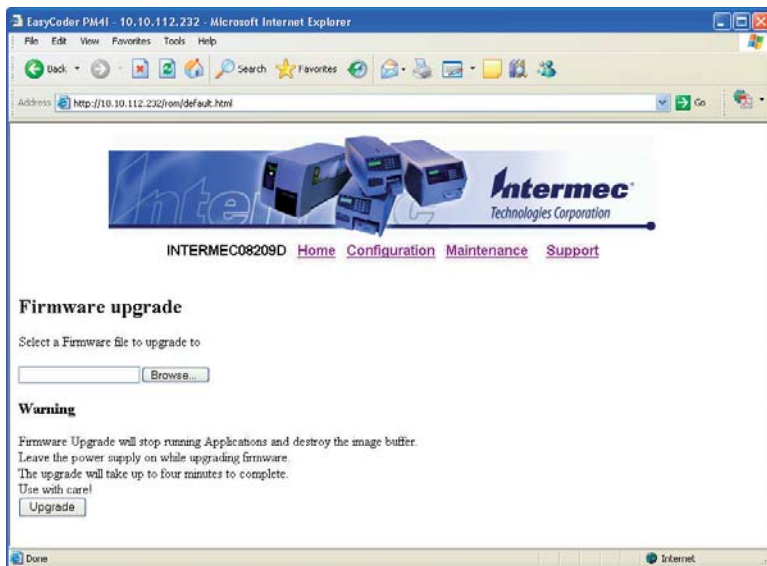 EasyCoder PM4i - 10.10.112.232 - Microsoft Internet Explorer
File Edit View Favorites Tools Help
Back Search Favorites
Address http://10.10.112.232/rom/default.html Go
Intermec
Intermec
Technologies Corporation
INTERMEC08209D Home Configuration Maintenance Support
Firmware upgrade
Select a Firmware file to upgrade to
Browse...
Warning
Firmware Upgrade will stop running Applications and destroy the image buffer.
Leave the power supply on while upgrading firmware.
The upgrade will take up to four minutes to complete.
Use with care!
Upgrade
Done Internet